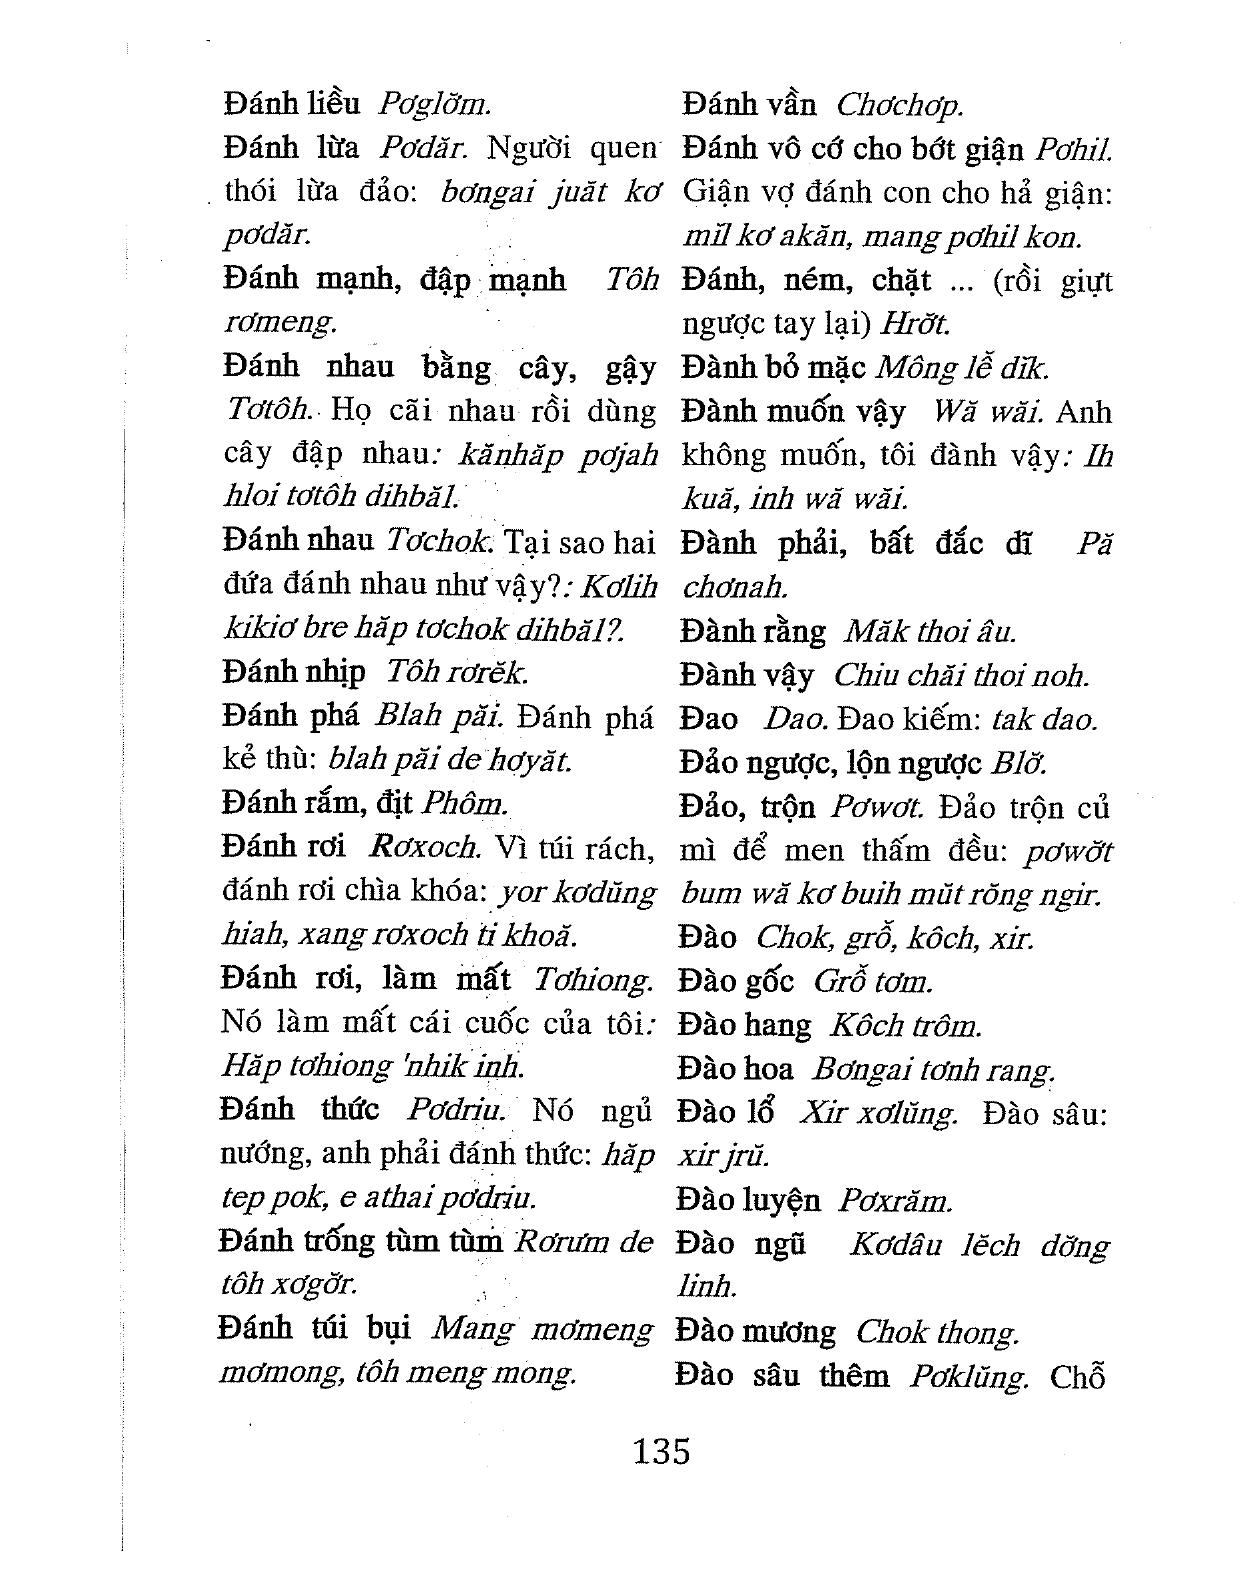 Đánh liều Pơglơ̆m.
Đánh lừa Pơdăr. Người quen
thói lừa đảo: bơngai juăt kơ
pơdăr.
Đánh mạnh, đập mạnh Tôh
rơmeng.
Đánh nhau bằng cây, gậy
Tơtôh. Họ cãi nhau rồi dùng
cây đập nhau: kănhăp pơjah
hloi tơtôh dihbăl.
Đánh nhau Tơchok. Tại sao hai
đứa đánh nhau như vậy?: Kơlih
kikiơ bre hăp tơchok dihbăl?.
Đánh nhịp Tôh rơrĕk.
Đánh phá Blah păi. Đánh phá
kẻ thù: blah păi de hơyăt.
Đánh rắm, địt Phôm.
Đánh rơi Rơxoch. Vì túi rách,
đánh rơi chìa khóa: yor kơdŭng
hiah, xang rơxoch ti khoă.
Đánh rơi, làm mất Tơhiong.
Nó làm mất cái cuốc của tôi:
Hăp tơhiong 'nhik inh.
Đánh thức Pơdriu. Nó ngủ
nướng, anh phải đánh thức: hăp
tep pok, e athai pơdriu.
Đánh trống tùm tùm Rơrưm de
tôh xơgơ̆r.
Đánh túi bụi Mang mơmeng
mơmong, tôh meng mong.
Đánh vần Chơchơp.
Đánh vô cớ cho bớt giận Pơhil.
Giận vợ đánh con cho hả giận:
mĭl kơ akăn, mang pơhil kon.
Đánh, ném, chặt ... (rồi giựt
ngược tay lại) Hrơ̆t.
Đành bỏ mặc Mông lê̆ dĭk.
Đành muốn vậy Wă wăi. Anh
không muốn, tôi đành vậy: Ih
kuă, inh wă wăi.
Đành phải, bất đắc dĩ Pă
chơnah.
Đành rằng Măk thoi âu.
Đành vậy Chiu chăi thoi noh.
Đao Dao. Đao kiếm: tak dao.
Đảo ngược, lộn ngược Blơ̆.
Đảo, trộn Pơwơt. Đảo trộn củ
mì để men thấm đều: pơwơ̆t
bum wă kơ buih mŭt rŏng ngir.
Đào Chok, grô̆, kôch, xir.
Đào gốc Grô̆ tơm.
Đào hang Kôch trôm.
Đào hoa Bơngai tơnh rang.
Đào lổ Xir xơlŭng. Đào sâu:
xir jrŭ.
Đào luyện Pơxrăm.
Đào ngũ Kơdâu lĕch dơ̆ng
linh.
Đào mương Chok thong.
Đào sâu thêm Pơklŭng. Chỗ
135